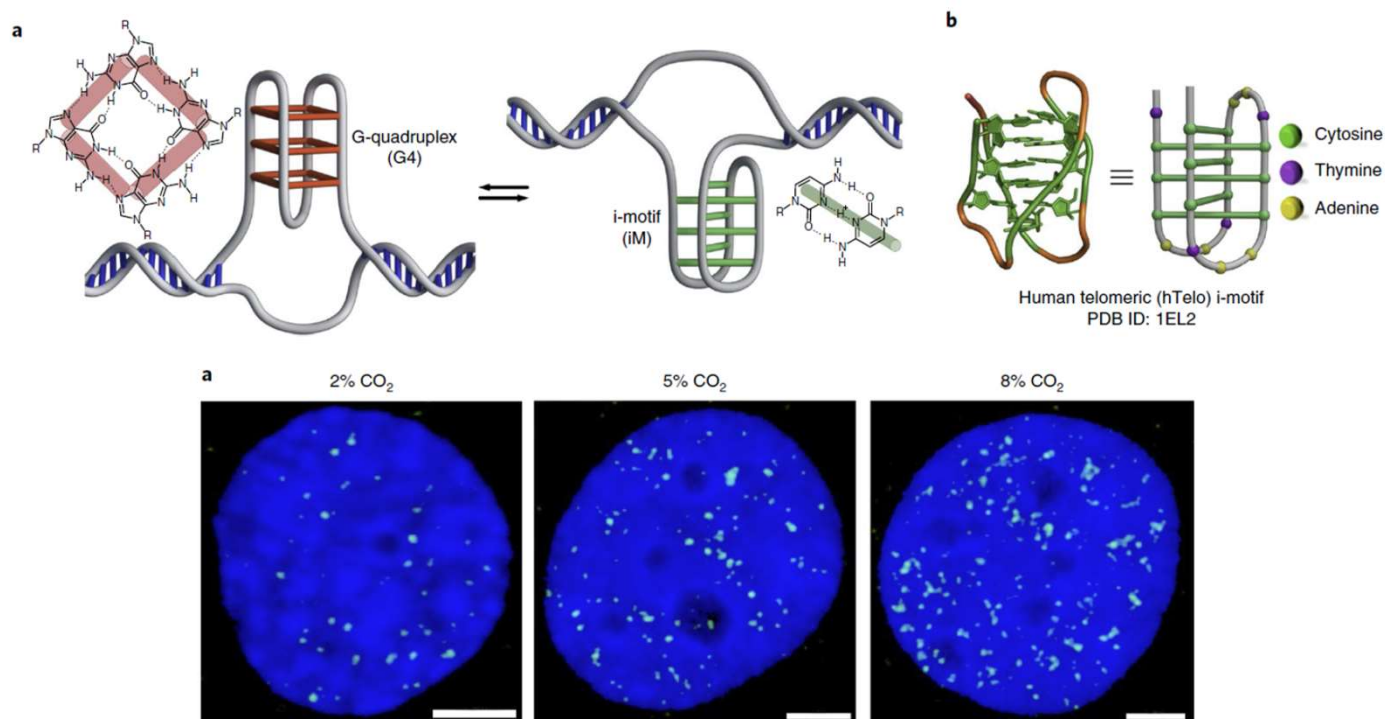 a
b
R
N
N
N
N
O
N
H
H
H
N
H
G-quadruplex
(G4)
i-motif
(iM)
NH
H
O
R
N
N
H+
N
N
R
O
H
N
H
Cytosine
Thymine
Adenine
Human telomeric (hTelo) i-motif
PDB ID: 1EL2
a
2% CO₂
5% CO₂
8% CO₂